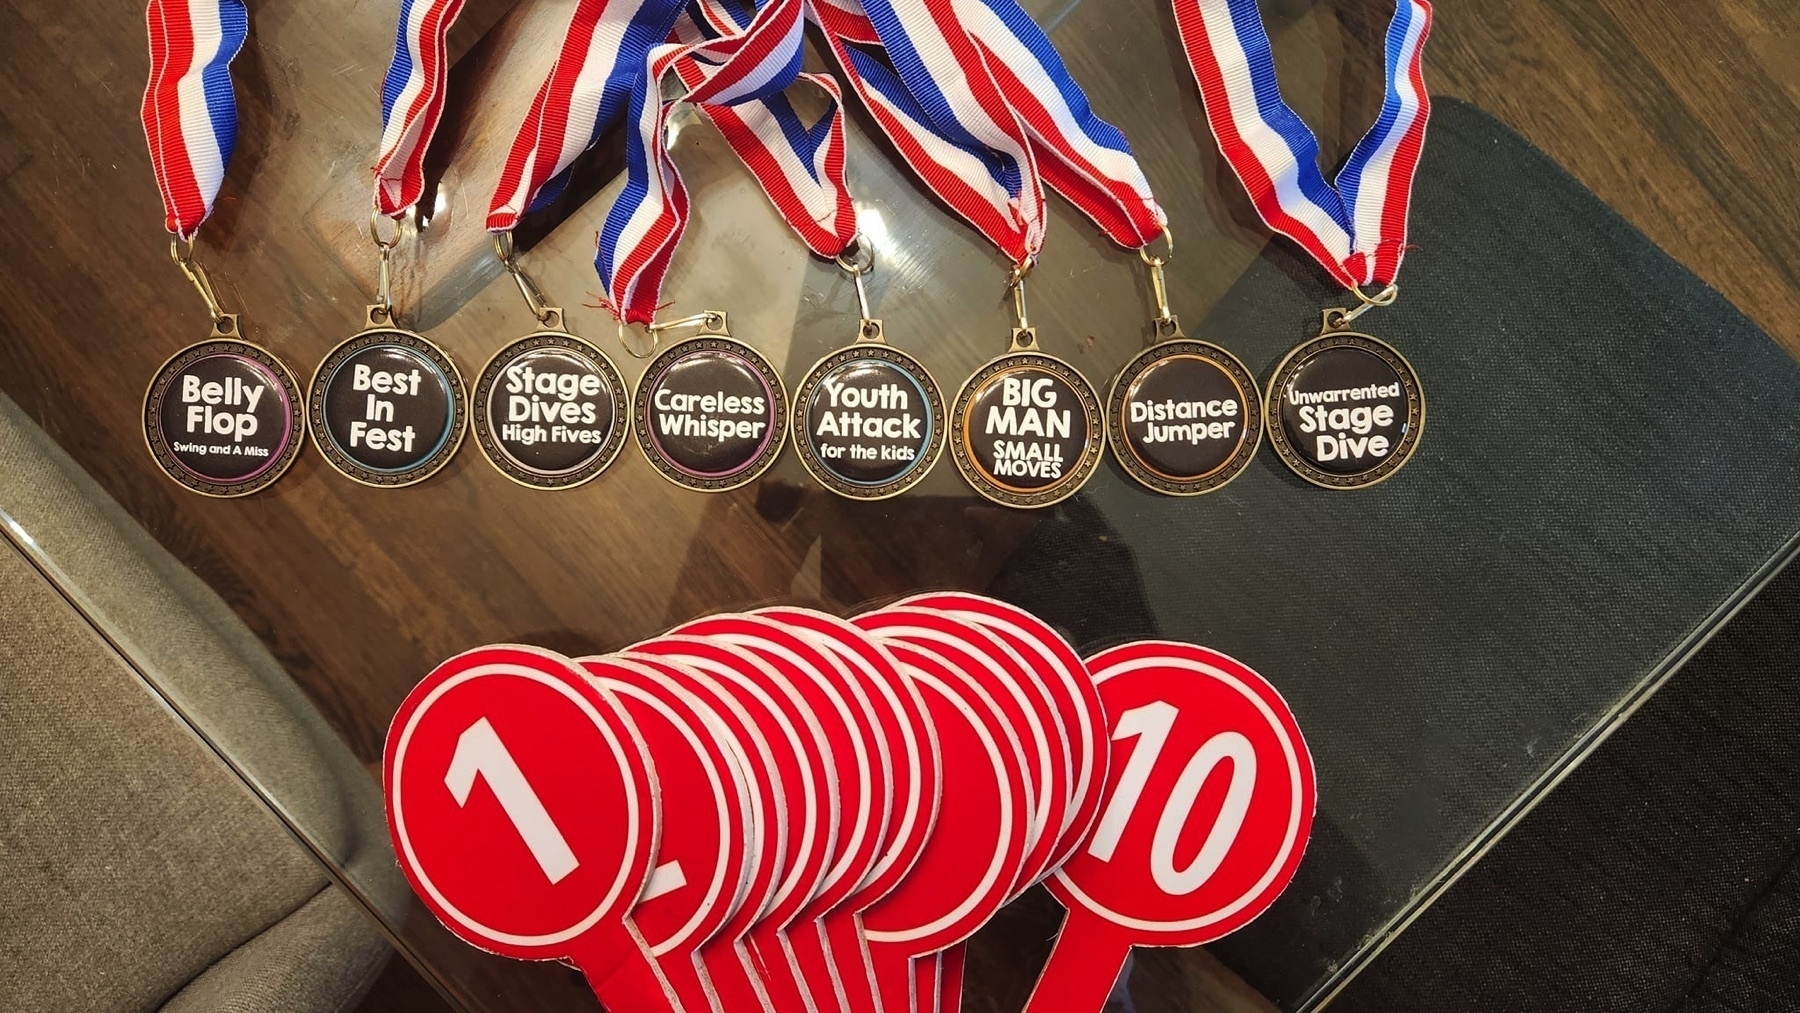 Belly
Flop
Swing and A Miss
Best
In
Fest
Stage
Dives
High Fives
Careless
Whisper
Youth
Attack
for the kids
BIG
MAN
SMALL
MOVES
Distance
Jumper
Unwarrented
Stage
Dive
1
10